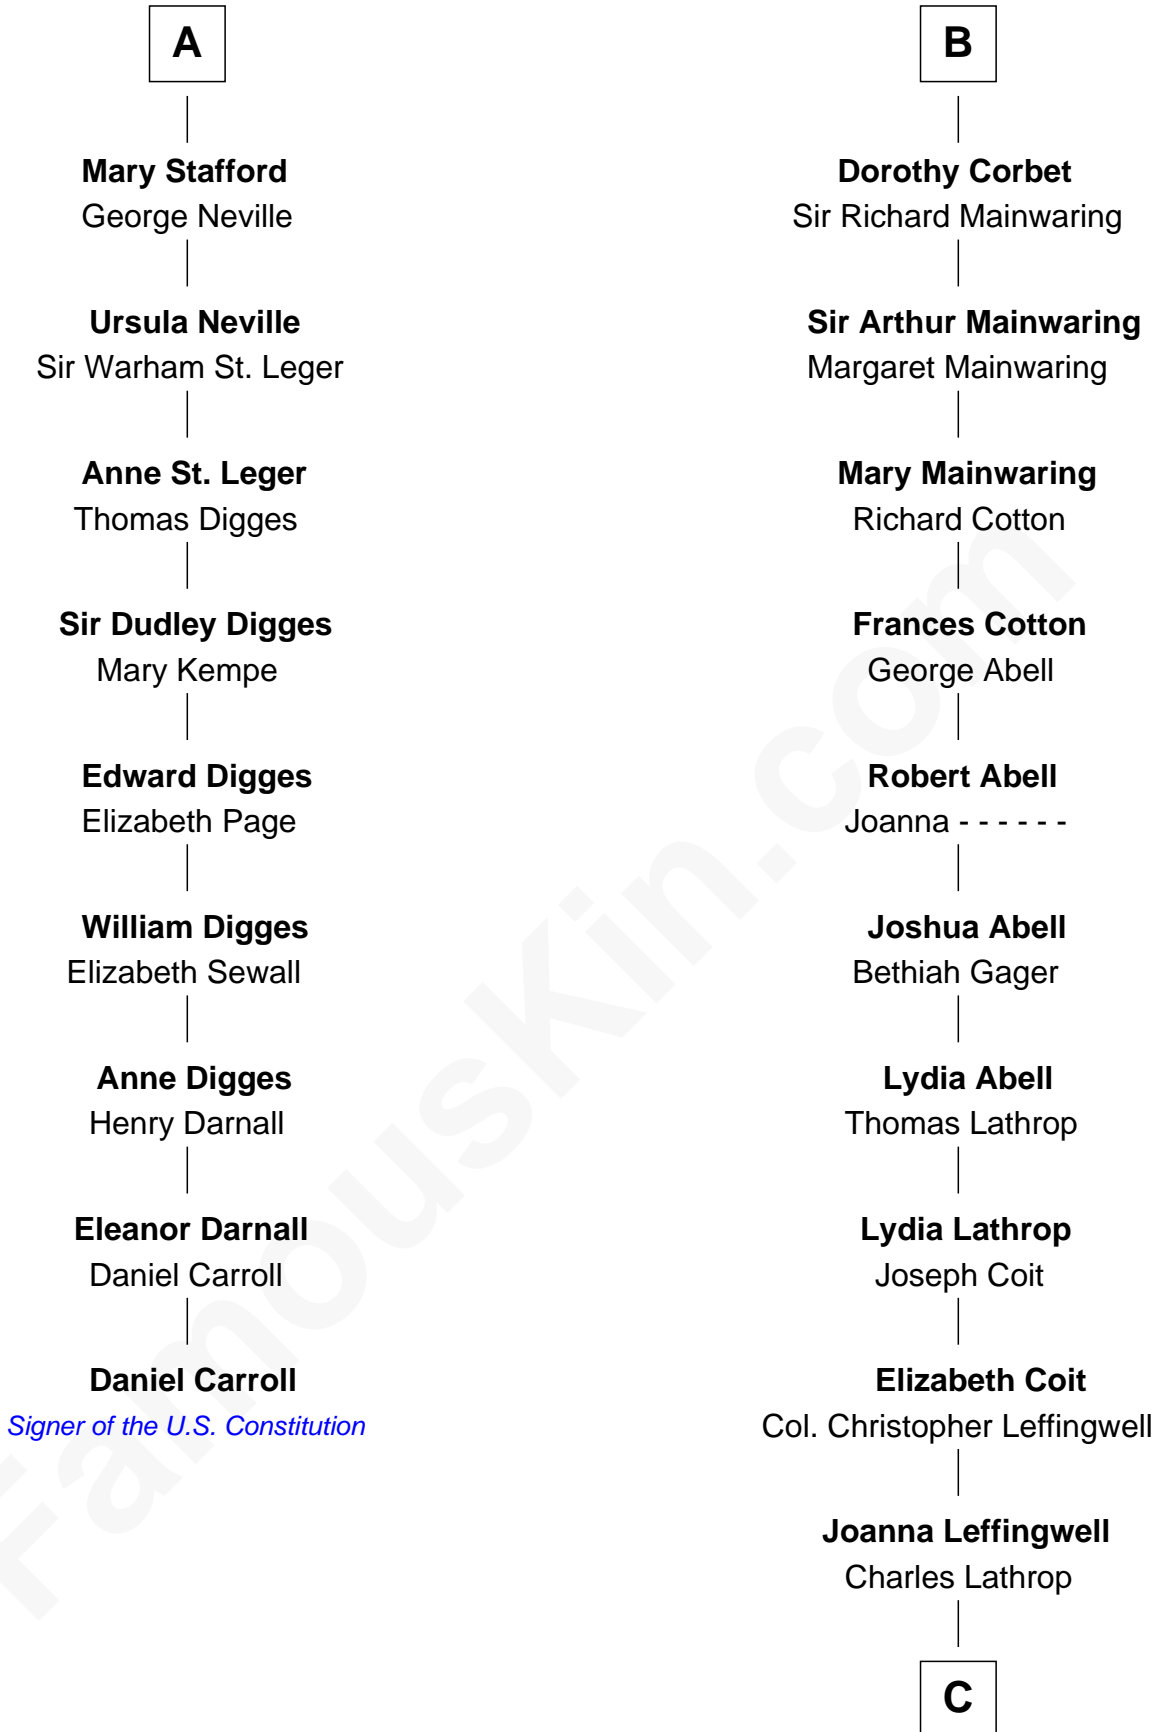 A
Mary Stafford
George Neville
Ursula Neville
Sir Warham St. Leger
Anne St. Leger
Thomas Digges
Sir Dudley Digges
Mary Kempe
Edward Digges
Elizabeth Page
William Digges
Elizabeth Sewall
Anne Digges
Henry Darnall
Eleanor Darnall
Daniel Carroll
Daniel Carroll
Signer of the U.S. Constitution
B
Dorothy Corbet
Sir Richard Mainwaring
Sir Arthur Mainwaring
Margaret Mainwaring
Mary Mainwaring
Richard Cotton
Frances Cotton
George Abell
Robert Abell
Joanna - - - - - -
Joshua Abell
Bethiah Gager
Lydia Abell
Thomas Lathrop
Lydia Lathrop
Joseph Coit
Elizabeth Coit
Col. Christopher Leffingwell
Joanna Leffingwell
Charles Lathrop
C
FamousKin.com